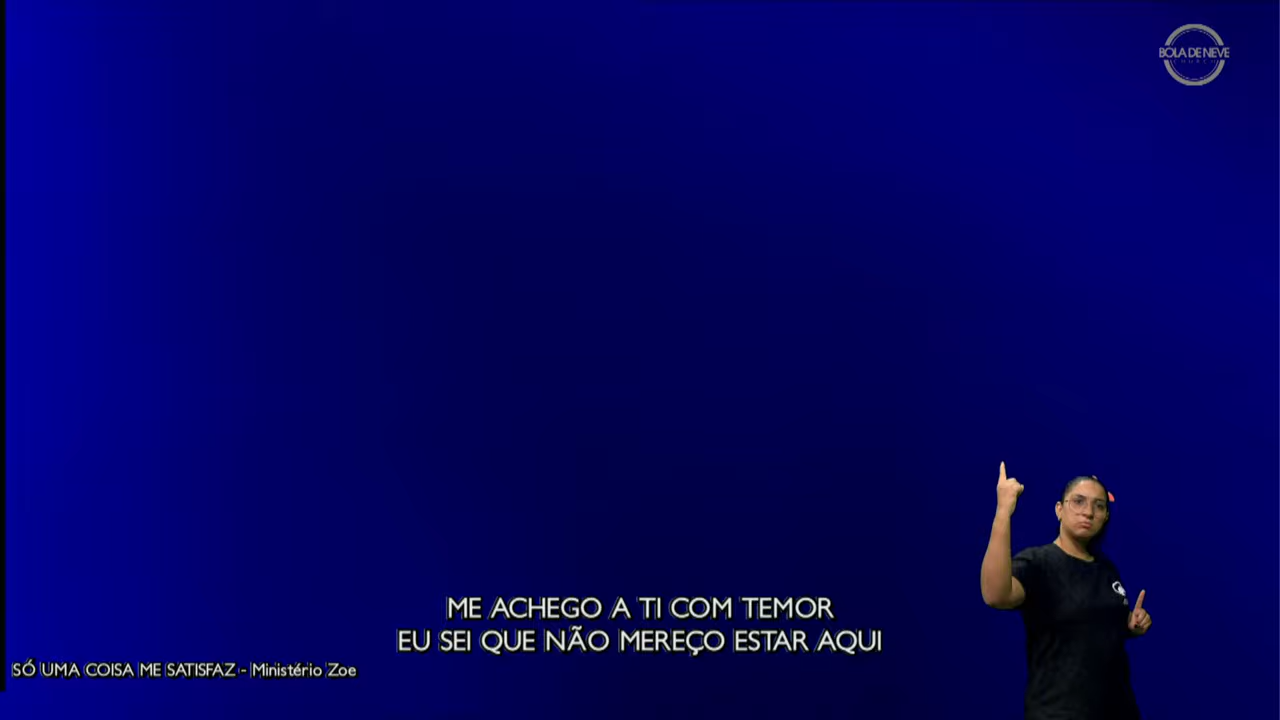 BOLA DE NEVE
CHURCH
ME ACHEGO A TI COM TEMOR
EU SEI QUE NÃO MEREÇO ESTAR AQUI
SÓ UMA COISA ME SATISFAZ - Ministério Zoe